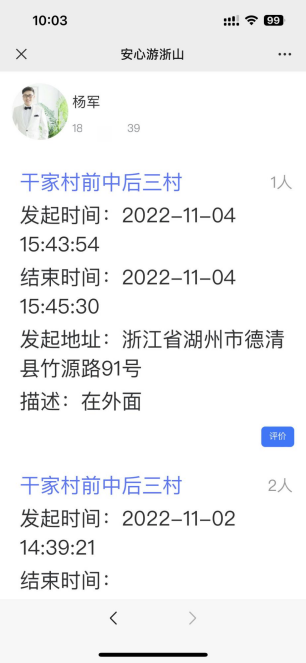 10:03
99
安心游浙山
杨军
18 39
干家村前中后三村 1人
发起时间：2022-11-04
15:43:54
结束时间：2022-11-04
15:45:30
发起地址：浙江省湖州市德清
县竹源路91号
描述：在外面
评价
干家村前中后三村 2人
发起时间：2022-11-02
14:39:21
结束时间：